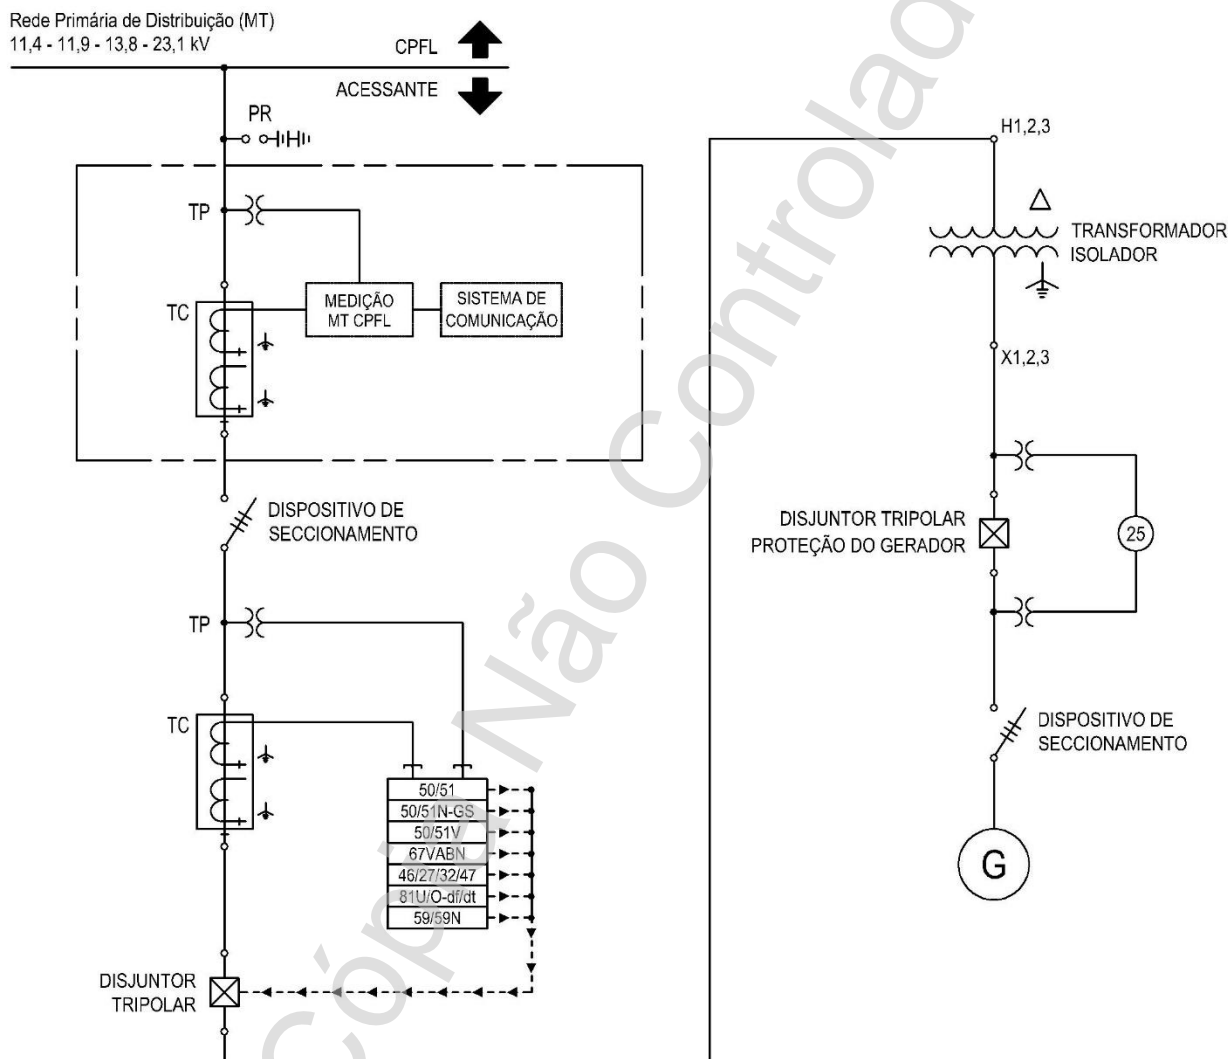 Rede Primária de Distribuição (MT)
11,4 - 11,9 - 13,8 - 23,1 kV
CPFL
ACESSANTE
PR
TP
TC
MEDIÇÃO
MT CPFL
SISTEMA DE
COMUNICAÇÃO
DISPOSITIVO DE
SECCIONAMENTO
TP
TC
50/51
50/51N-GS
50/51V
67VABN
46/27/32/47
81U/O-df/dt
59/59N
DISJUNTOR
TRIPOLAR
H1,2,3
TRANSFORMADOR
ISOLADOR
X1,2,3
DISJUNTOR TRIPOLAR
PROTEÇÃO DO GERADOR
25
DISPOSITIVO DE
SECCIONAMENTO
G
Cópia Não Controlad